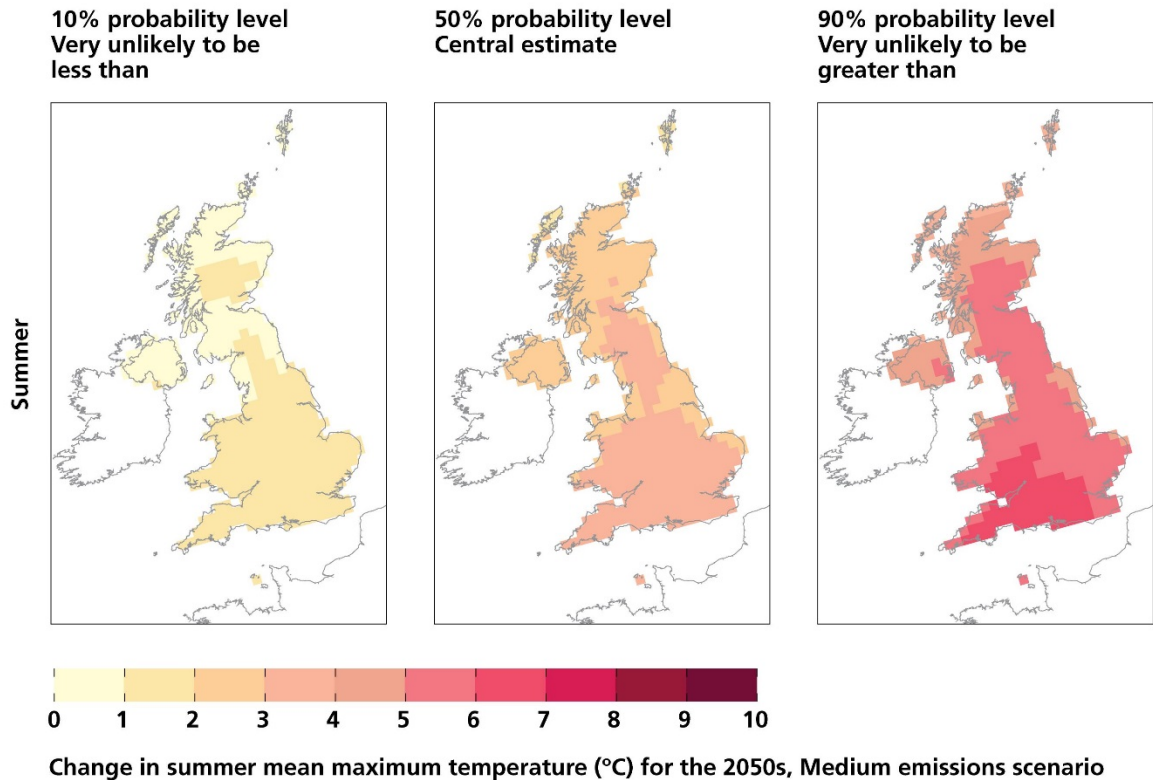 10% probability level
Very unlikely to be
less than
50% probability level
Central estimate
90% probability level
Very unlikely to be
greater than
Summer
0 1 2 3 4 5 6 7 8 9 10
Change in summer mean maximum temperature (ºC) for the 2050s, Medium emissions scenario